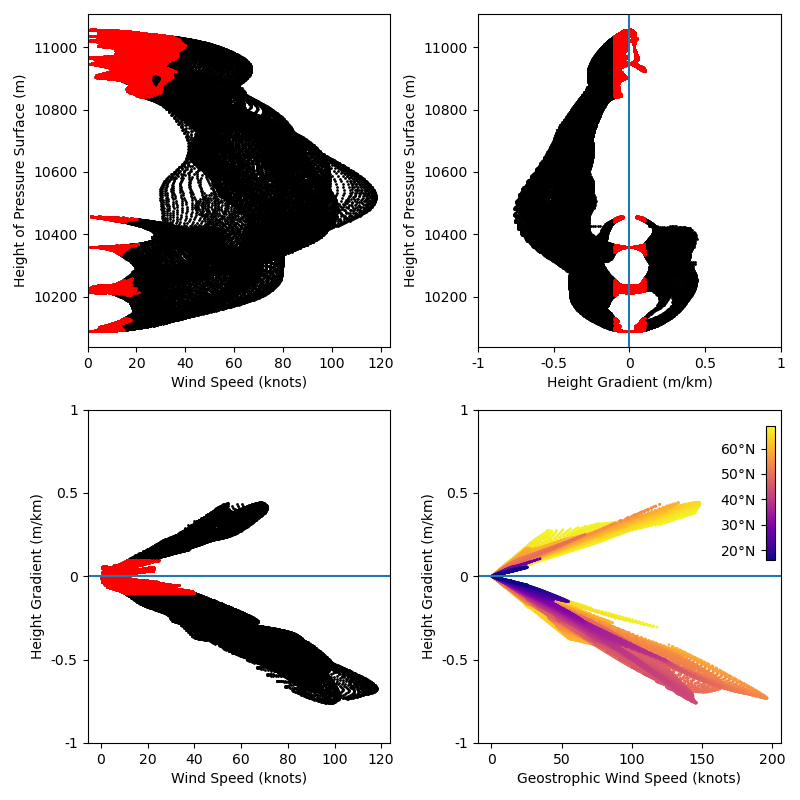 11000
10800
10600
10400
10200
Height of Pressure Surface (m)
0 20 40 60 80 100 120
Wind Speed (knots)
11000
10800
10600
10400
10200
Height of Pressure Surface (m)
-1 -0.5 0 0.5 1
Height Gradient (m/km)
1
0.5
0
-0.5
-1
Height Gradient (m/km)
0 20 40 60 80 100 120
Wind Speed (knots)
1
0.5
0
-0.5
-1
Height Gradient (m/km)
0 50 100 150 200
Geostrophic Wind Speed (knots)
60°N
50°N
40°N
30°N
20°N